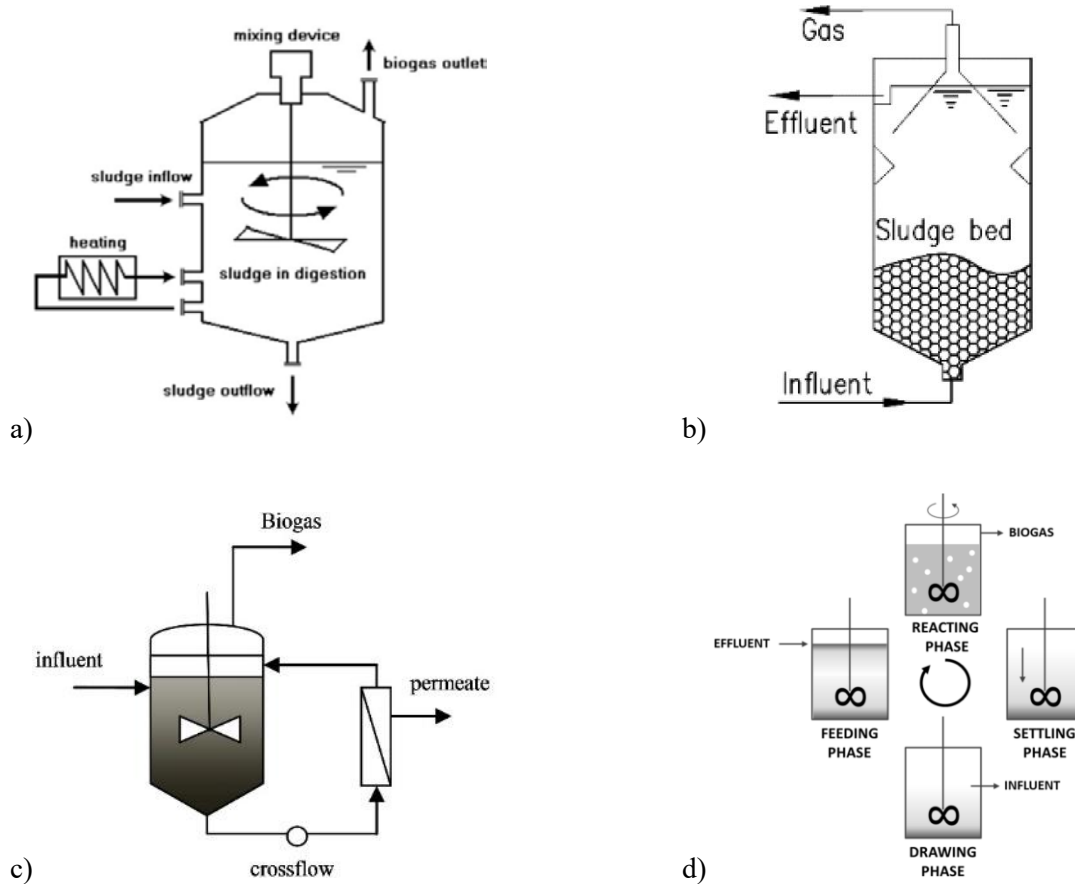 mixing device
biogas outlet
sludge inflow
heating
sludge in digestion
sludge outflow
a)
Gas
Effluent
Sludge bed
Influent
b)
Biogas
influent
permeate
crossflow
c)
BIOGAS
REACTING
PHASE
EFFLUENT
FEEDING
PHASE
SETTLING
PHASE
INFLUENT
DRAWING
PHASE
d)